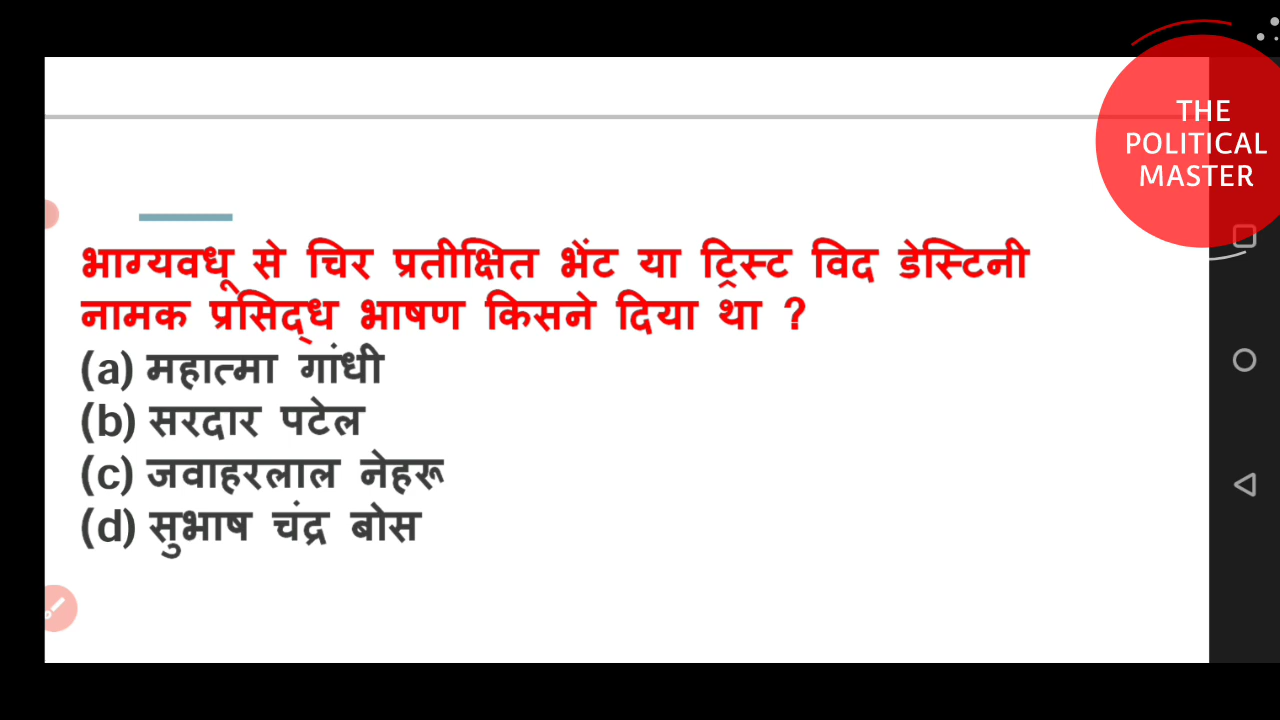 THE
POLITICAL
MASTER
भाग्यवधू से चिर प्रतीक्षित भेंट या ट्रिस्ट विद डेस्टिनी
नामक प्रसिद्ध भाषण किसने दिया था ?
(a) महात्मा गांधी
(b) सरदार पटेल
(c) जवाहरलाल नेहरू
(d) सुभाष चंद्र बोस